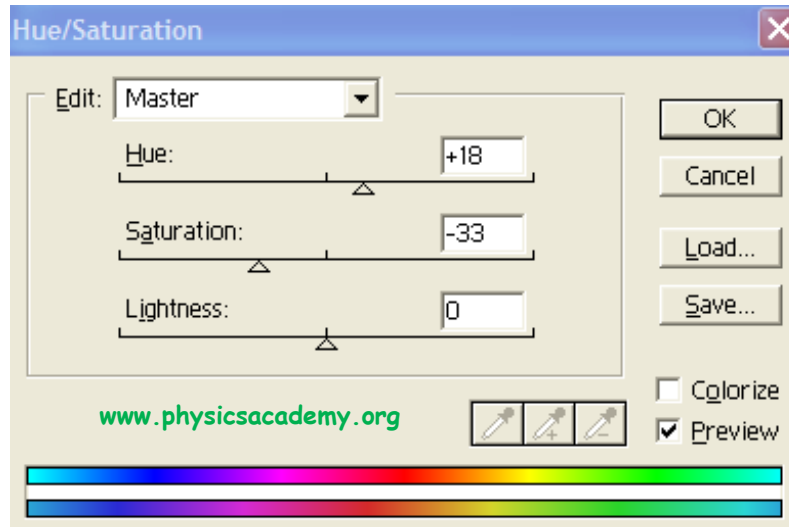 Hue/Saturation
Edit: Master
OK
Hue: +18
Cancel
Saturation: -33
Load...
Lightness: 0
Save...
Colorize
www.physicsacademy.org
Preview